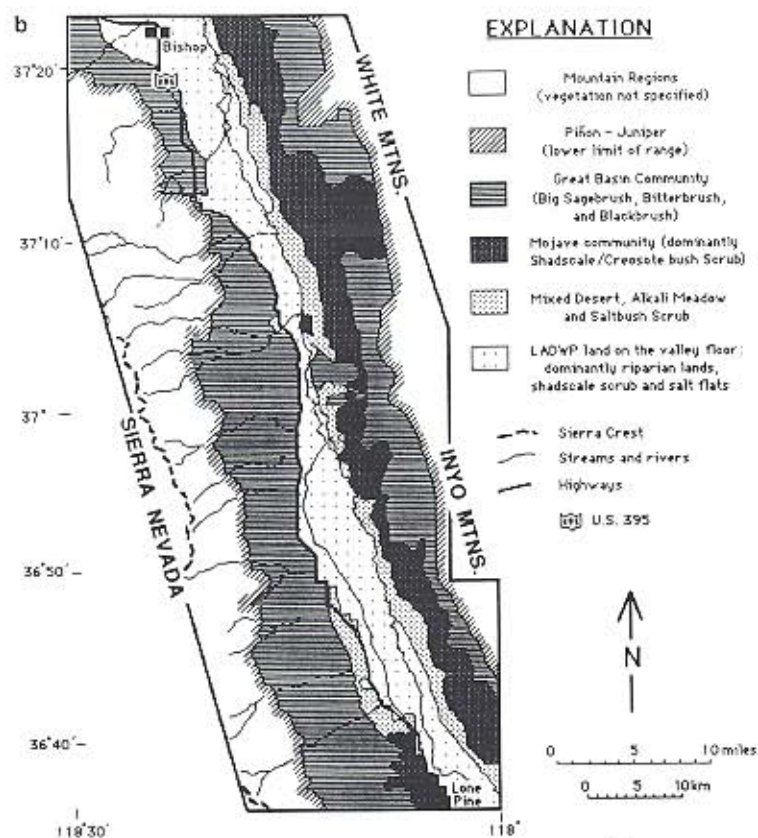 b
Bishop
37°20'
37°10'
37°
36°50'
36°40'
118°30'
118°
395
WHITE MTNS.
INYO MTNS.
SIERRA NEVADA
Lone
Pine
EXPLANATION
Mountain Regions
(vegetation not specified)
Piñon - Juniper
(lower limit of range)
Great Basin Community
(Big Sagebrush, Bitterbrush,
and Blackbrush)
Mojave community (dominantly
Shadscale/Creosote bush Scrub)
Mixed Desert, Alkali Meadow
and Saltbush Scrub
LADWP land on the valley floor;
dominantly riparian lands,
shadscale scrub and salt flats
Sierra Crest
Streams and rivers
Highways
U.S. 395
N
0 5 10 miles
0 5 10 km